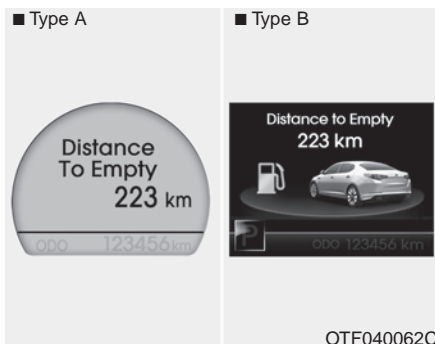 ■ Type A
Distance
To Empty
223 km
ODO 123456 km
■ Type B
Distance to Empty
223 km
P
ODO 123456 km
OTF040062C